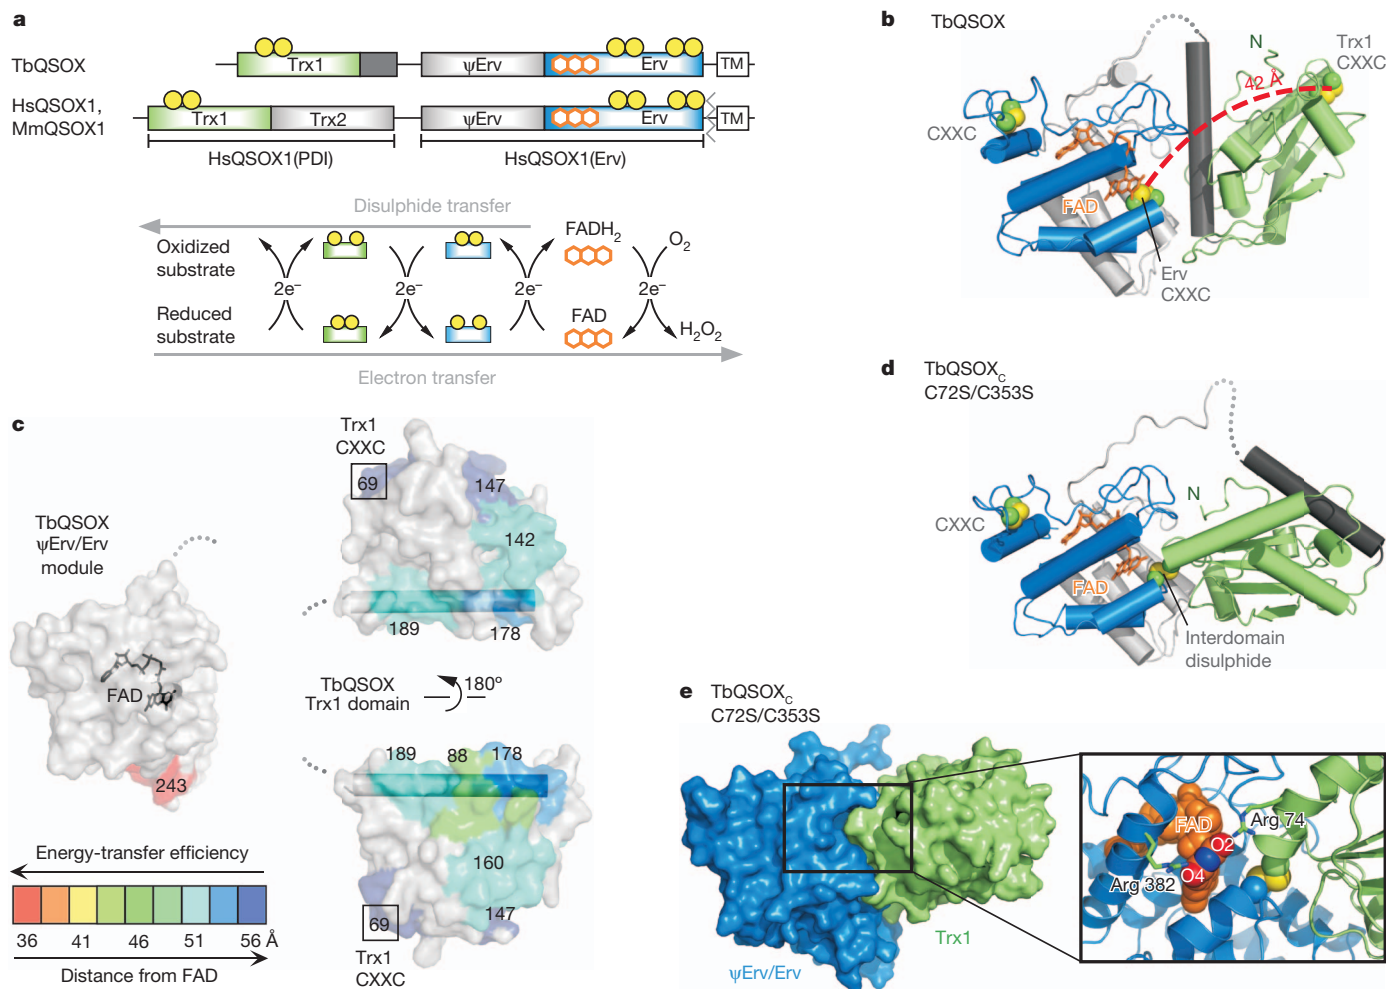 a
TbQSOX
Trx1
ψErv
Erv
TM
HsQSOX1,
MmQSOX1
Trx1
Trx2
ψErv
Erv
TM
HsQSOX1(PDI)
HsQSOX1(Erv)
Disulphide transfer
Oxidized
substrate
FADH2
O2
2e–
2e–
2e–
2e–
Reduced
substrate
FAD
H2O2
Electron transfer
b
TbQSOX
N
Trx1
CXXC
42 Å
CXXC
FAD
Erv
CXXC
c
TbQSOX
ψErv/Erv
module
FAD
243
Trx1
CXXC
69
147
142
189
178
TbQSOX
Trx1 domain
180º
189
88
178
160
147
69
Trx1
CXXC
Energy-transfer efficiency
36
41
46
51
56 Å
Distance from FAD
d
TbQSOXC
C72S/C353S
N
CXXC
FAD
Interdomain
disulphide
e
TbQSOXC
C72S/C353S
Trx1
ψErv/Erv
FAD
Arg 74
O2
O4
Arg 382